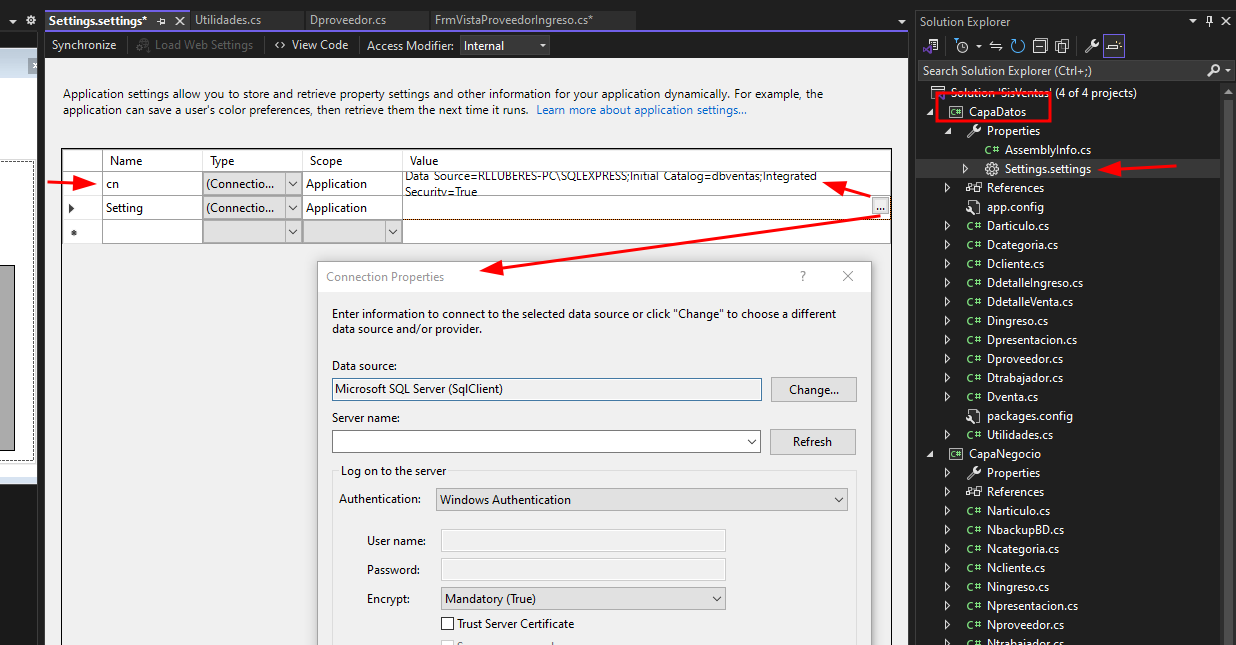 Settings.settings*
Utilidades.cs
Dproveedor.cs
FrmVistaProveedorIngreso.cs*
Synchronize
Load Web Settings
<> View Code
Access Modifier:
Internal
Application settings allow you to store and retrieve property settings and other information for your application dynamically. For example, the
application can save a user's color preferences, then retrieve them the next time it runs. Learn more about application settings...
Name Type Scope Value
cn (Connectio... Application Data Source=RLLUBERES-PC\SQLEXPRESS;Initial Catalog=dbventas;Integrated
Security=True
Setting (Connectio... Application ...
*
Connection Properties ?
Enter information to connect to the selected data source or click "Change" to choose a different
data source and/or provider.
Data source:
Microsoft SQL Server (SqlClient)
Change...
Server name:
Refresh
Log on to the server
Authentication: Windows Authentication
User name:
Password:
Encrypt: Mandatory (True)
Trust Server Certificate
Solution Explorer
Search Solution Explorer (Ctrl+;)
Solution 'SisVentas' (4 of 4 projects)
C# CapaDatos
Properties
C# AssemblyInfo.cs
Settings.settings
References
app.config
C# Darticulo.cs
C# Dcategoria.cs
C# Dcliente.cs
C# DdetalleIngreso.cs
C# DdetalleVenta.cs
C# Dingreso.cs
C# Dpresentacion.cs
C# Dproveedor.cs
C# Dtrabajador.cs
C# Dventa.cs
packages.config
C# Utilidades.cs
C# CapaNegocio
Properties
References
C# Narticulo.cs
C# NbackupBD.cs
C# Ncategoria.cs
C# Ncliente.cs
C# Ningreso.cs
C# Npresentacion.cs
C# Nproveedor.cs
C# Ntrabajador.cs